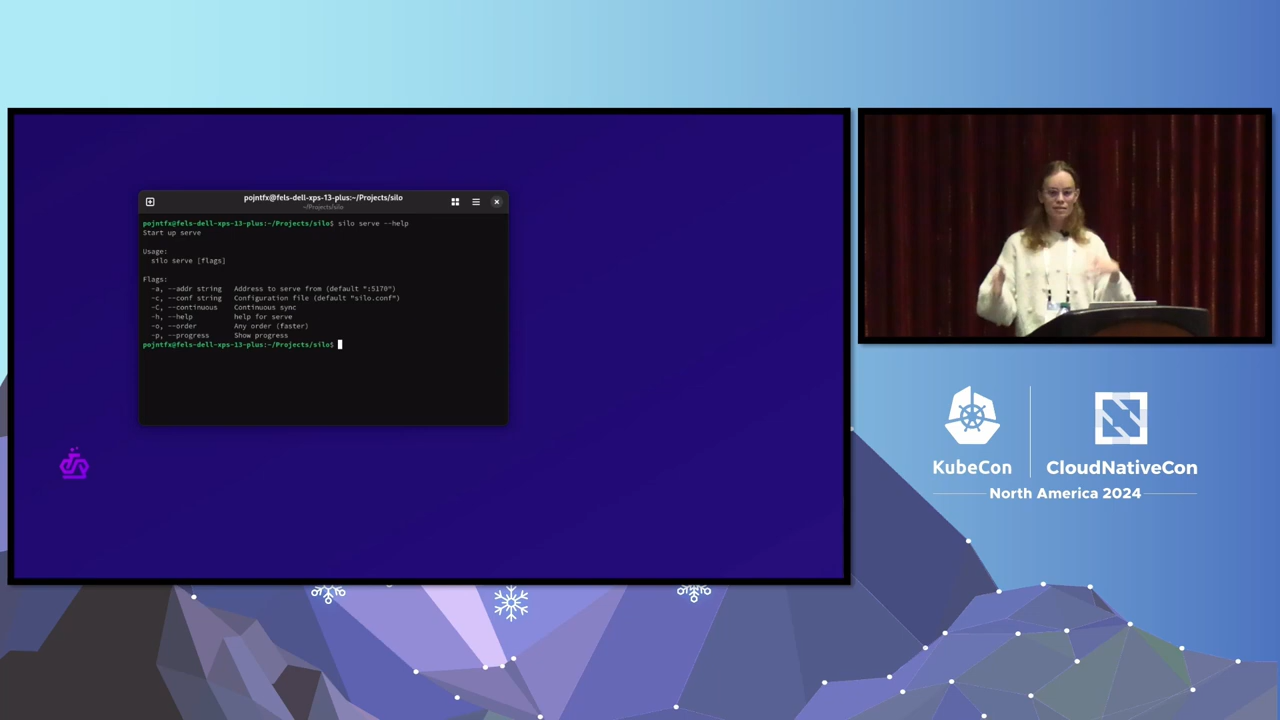 pojntfx@fels-dell-xps-13-plus:~/Projects/silo
~/Projects/silo
pojntfx@fels-dell-xps-13-plus:~/Projects/silo$ silo serve --help
Start up serve
Usage:
silo serve [flags]
Flags:
-a, --addr string Address to serve from (default ":5170")
-c, --conf string Configuration file (default "silo.conf")
-C, --continuous Continuous sync
-h, --help help for serve
-o, --order Any order (faster)
-p, --progress Show progress
pojntfx@fels-dell-xps-13-plus:~/Projects/silo$
KubeCon
CloudNativeCon
North America 2024